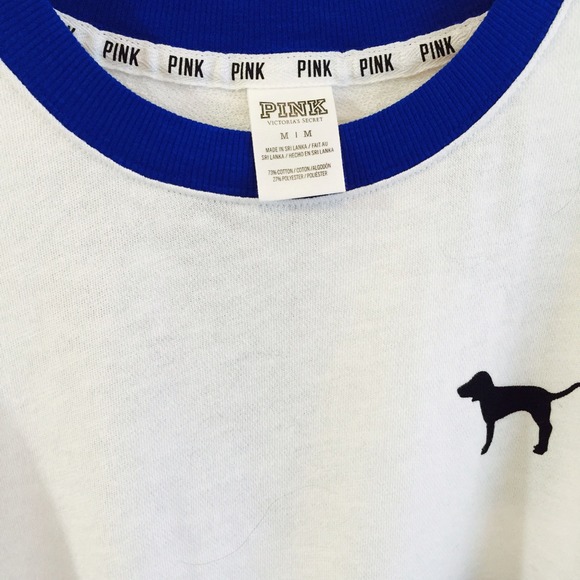 PINK PINK PINK PINK PINK PINK
PINK
VICTORIA'S SECRET
M | M
MADE IN SRI LANKA / FAIT AU
SRI LANKA / HECHO EN SRI LANKA
73% COTTON / COTON / ALGODÓN
27% POLYESTER / POLIÉSTER